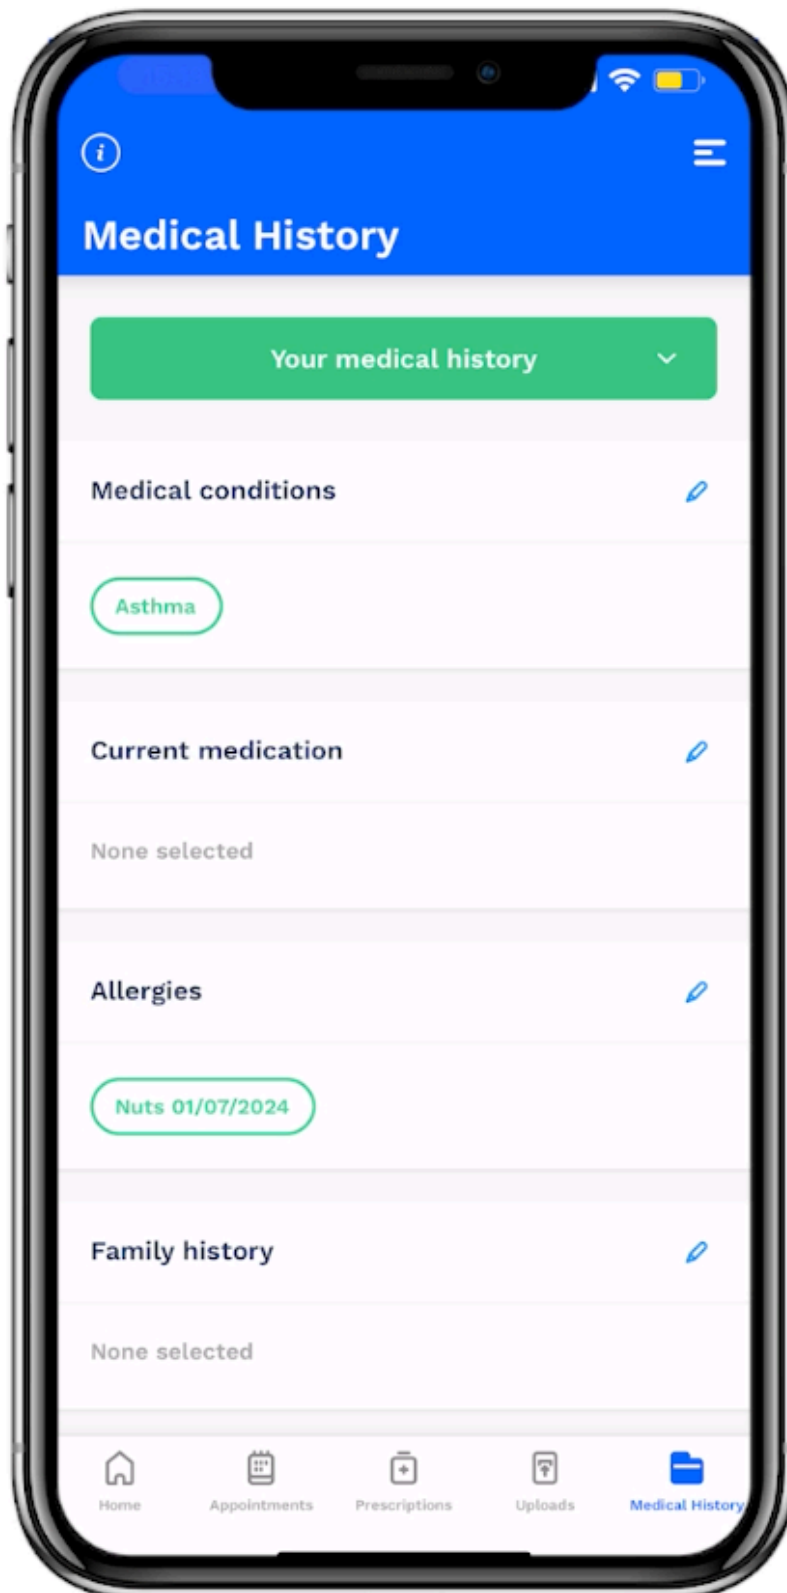 Medical History
Your medical history
Medical conditions
Asthma
Current medication
None selected
Allergies
Nuts 01/07/2024
Family history
None selected
Home Appointments Prescriptions Uploads Medical History